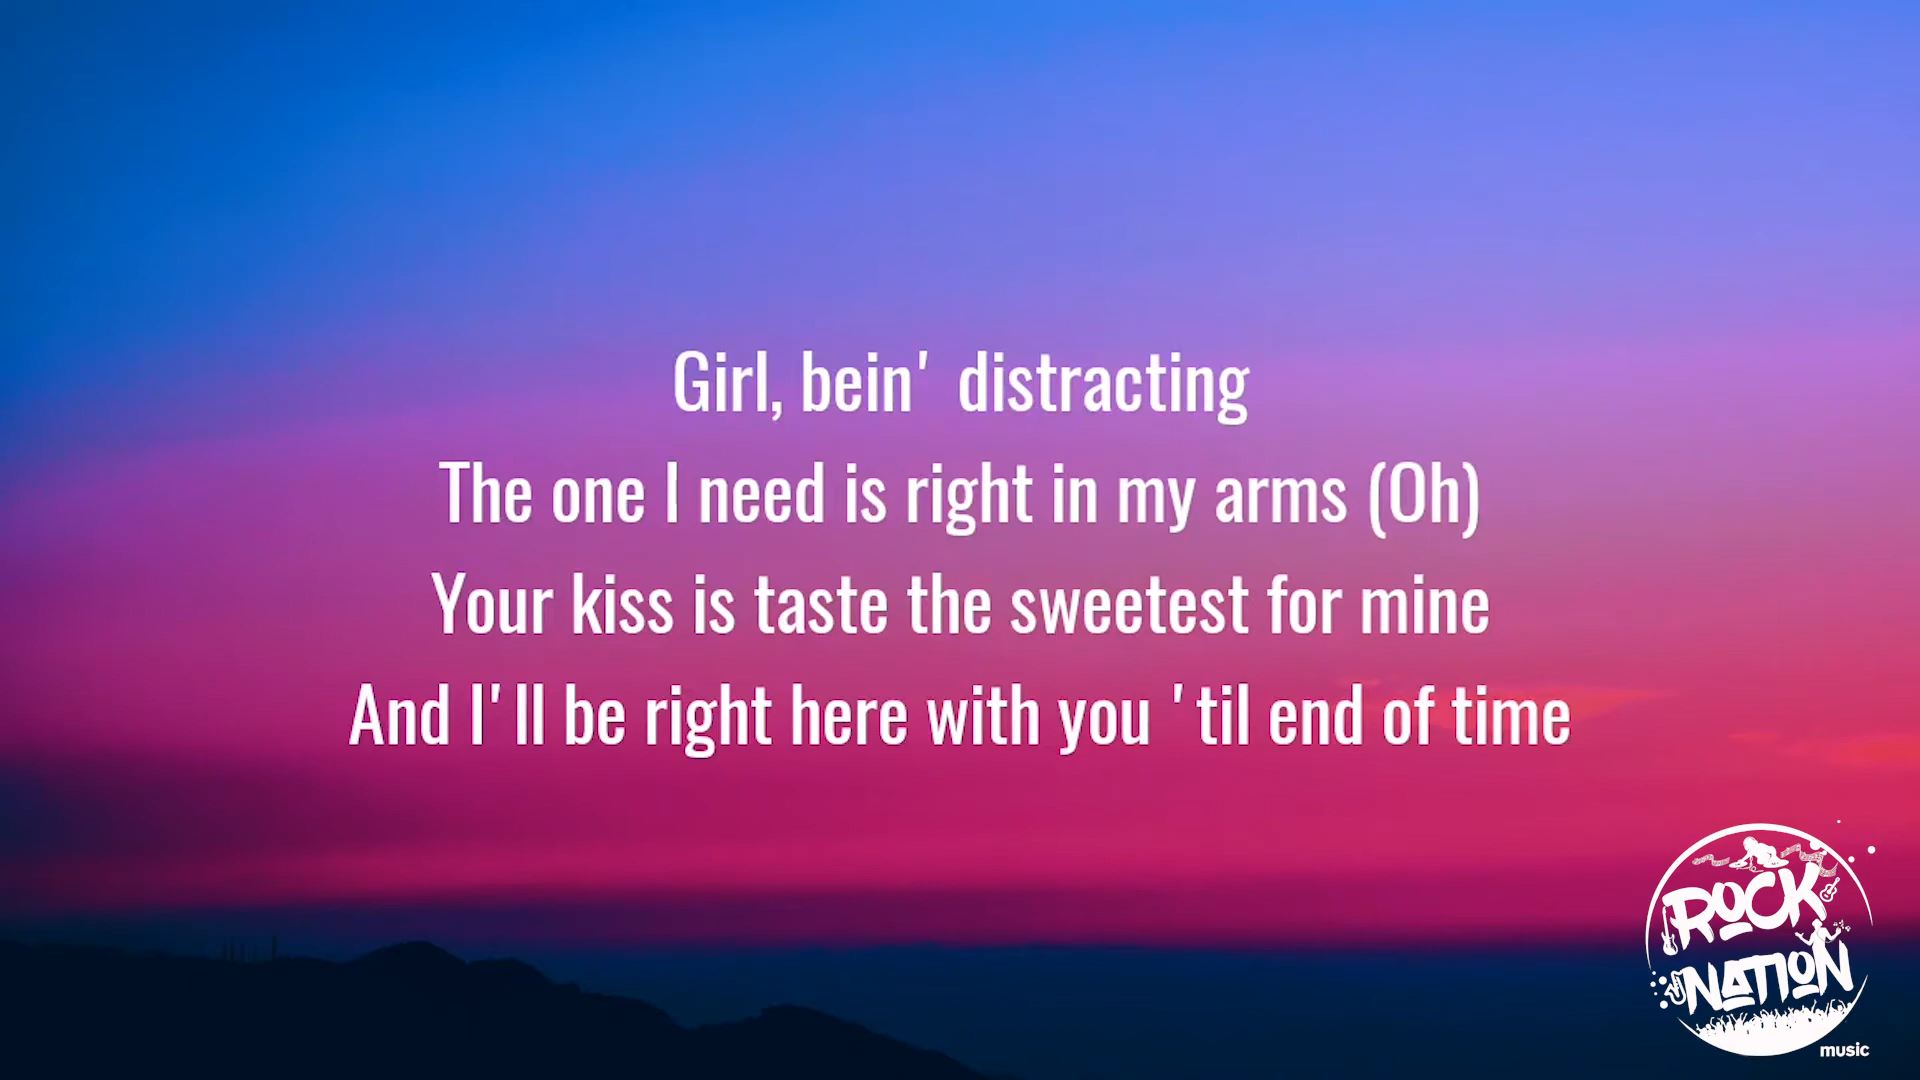 Girl, bein' distracting
The one I need is right in my arms (Oh)
Your kiss is taste the sweetest for mine
And I'll be right here with you 'til end of time
ROCK
NATION
music